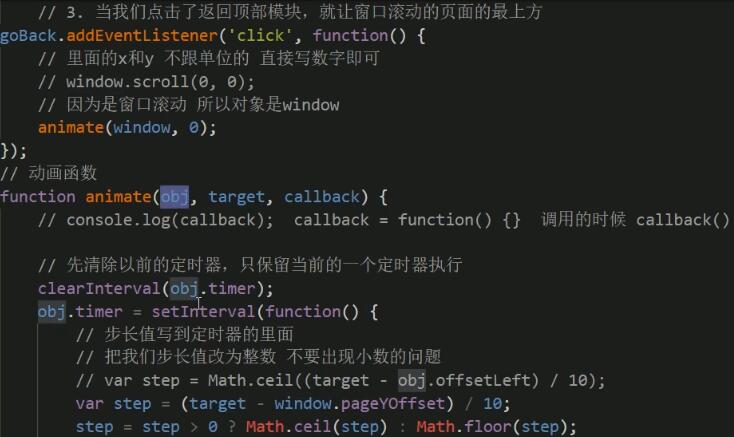 // 3. 当我们点击了返回顶部模块，就让窗口滚动的页面的最上方
goBack.addEventListener('click', function() {
// 里面的x和y 不跟单位的 直接写数字即可
// window.scroll(0, 0);
// 因为是窗口滚动 所以对象是window
animate(window, 0);
});
// 动画函数
function animate(obj, target, callback) {
// console.log(callback);  callback = function() {}  调用的时候 callback()
// 先清除以前的定时器，只保留当前的一个定时器执行
clearInterval(obj.timer);
obj.timer = setInterval(function() {
// 步长值写到定时器的里面
// 把我们步长值改为整数 不要出现小数的问题
// var step = Math.ceil((target - obj.offsetLeft) / 10);
var step = (target - window.pageYOffset) / 10;
step = step > 0 ? Math.ceil(step) : Math.floor(step);